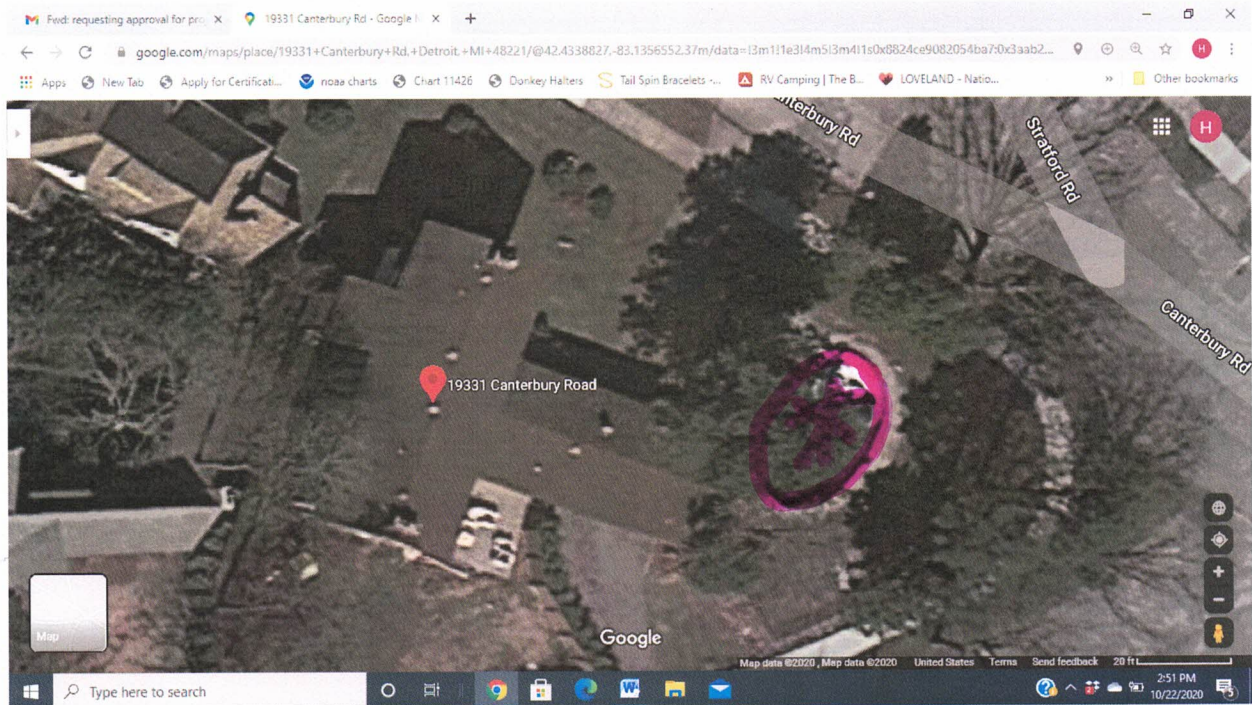 Fwd: requesting approval for pro
19331 Canterbury Rd - Google
google.com/maps/place/19331+Canterbury+Rd.+Detroit.+MI+48221/@42.4338827.-83.1356552.37m/data=!3m1!1e3!4m5!3m4!1s0x8824ce9082054ba7:0x3aab2...
H
Apps
New Tab
Apply for Certificati...
noaa charts
Chart 11426
Donkey Halters
Tail Spin Bracelets -...
RV Camping | The B...
LOVELAND - Natio...
»
Other bookmarks
nterbury Rd
Stratford Rd
H
Canterbury Rd
19331 Canterbury Road
Map
Google
Map data ©2020 , Map data ©2020 United States Terms Send feedback 20 ft
Type here to search
2:51 PM
10/22/2020